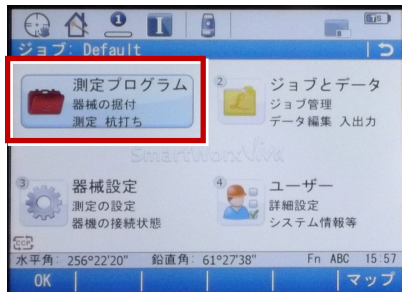 ジョブ: Default
測定プログラム
器械の据付
測定 杭打ち
②
ジョブとデータ
ジョブ管理
データ編集 入出力
SmartWorx Viva
③
器械設定
測定の設定
器機の接続状態
④
ユーザー
詳細設定
システム情報等
CCP
水平角: 256°22'20" 鉛直角: 61°27'38" Fn ABC 15:57
OK マップ